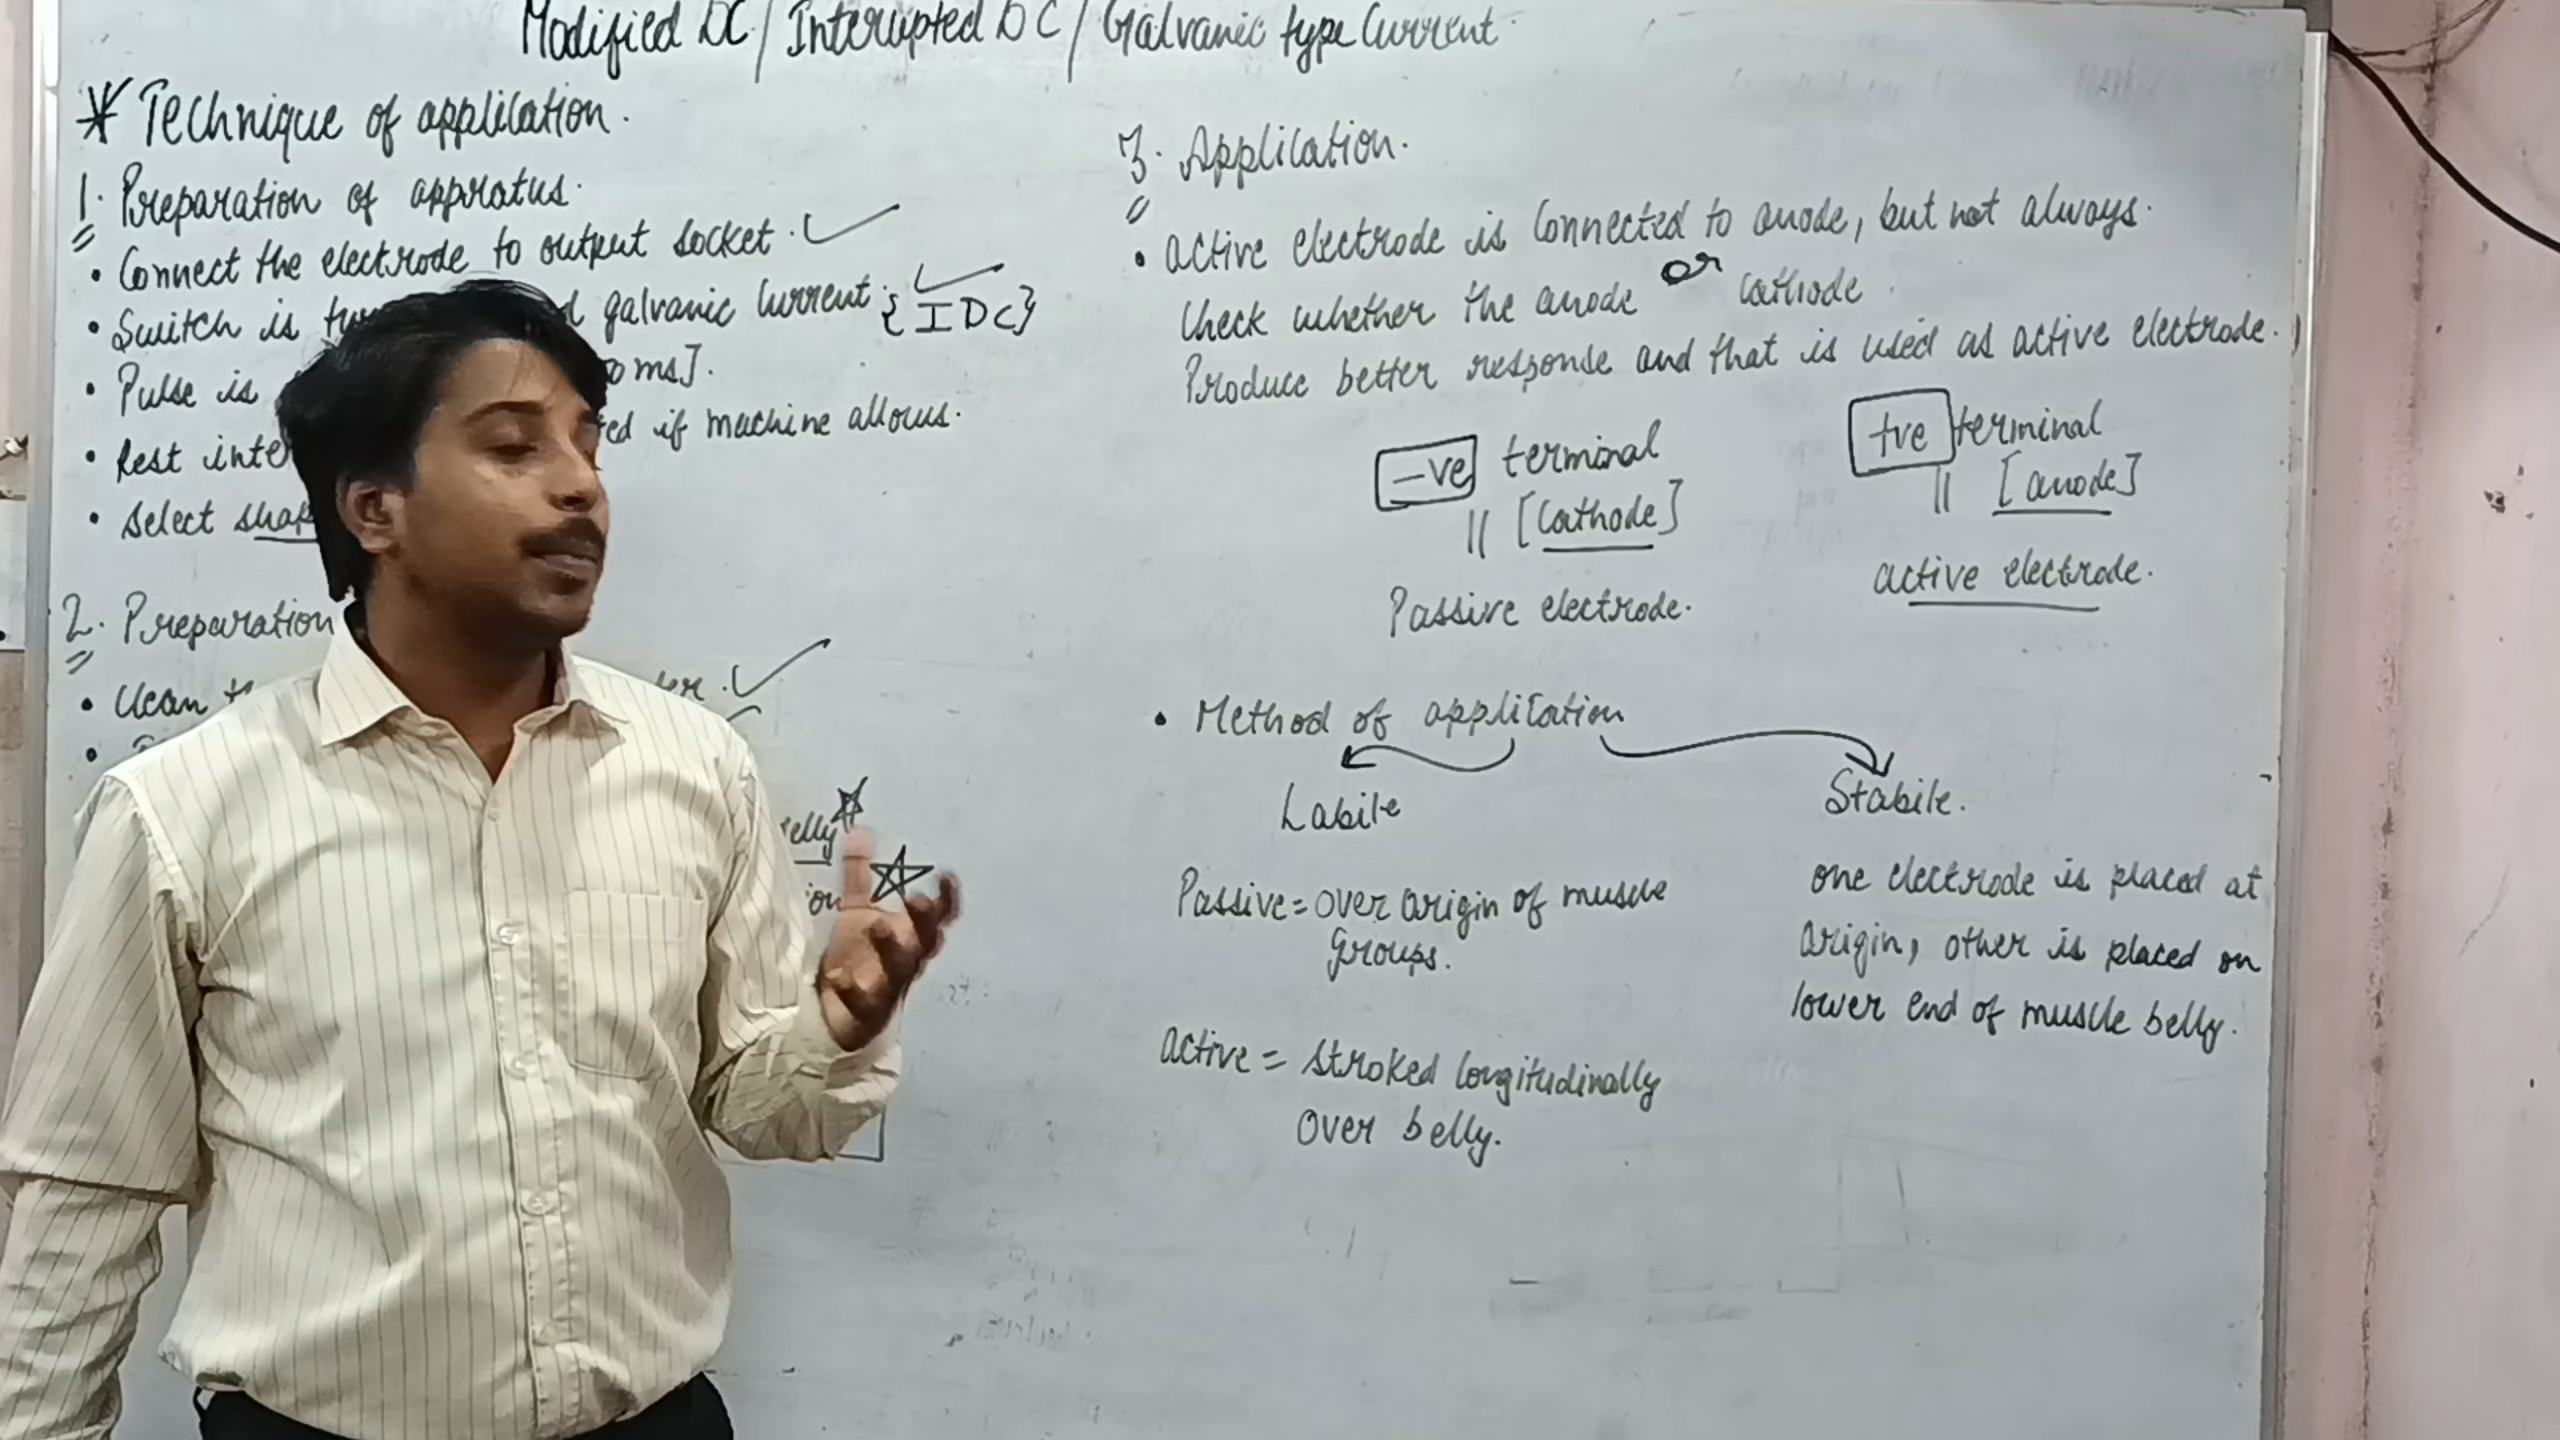 Modified DC / Interrupted DC / Galvanic type Current.
* Technique of application.
1. Preparation of appratus.
• Connect the electrode to output socket.
• Switch is galvanic current. {IDC}
• Pulse is ms].
• Rest if machine allows.
• Select
2. Preparation
• Clean
3. Application.
• active electrode is connected to anode, but not always.
Check whether the anode or cathode
Produce better response and that is used as active electrode.
-ve terminal
|| [cathode]
Passive electrode.
+ve terminal
|| [anode]
active electrode.
• Method of application
Labile
Passive = over origin of muscle
groups.
active = stroked longitudinally
over belly.
Stabile.
one electrode is placed at
origin, other is placed on
lower end of muscle belly.